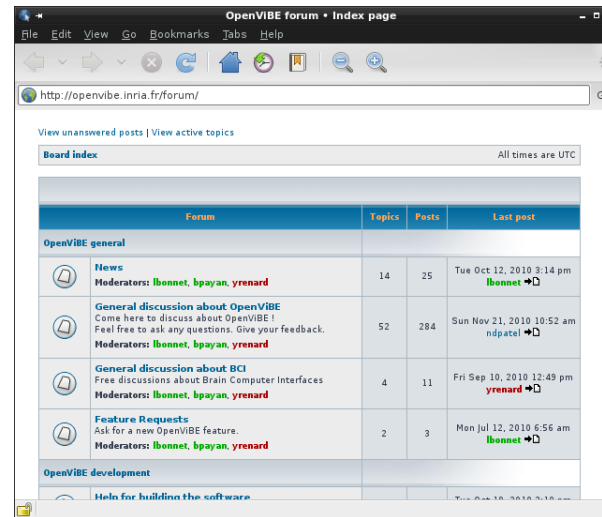 OpenViBE forum • Index page
File Edit View Go Bookmarks Tabs Help
http://openvibe.inria.fr/forum/
View unanswered posts | View active topics
Board index All times are UTC
Forum Topics Posts Last post
OpenViBE general
News
Moderators: lbonnet, bpayan, yrenard
14 25
Tue Oct 12, 2010 3:14 pm
lbonnet
General discussion about OpenViBE
Come here to discuss about OpenViBE !
Feel free to ask any questions. Give your feedback.
Moderators: lbonnet, bpayan, yrenard
52 284
Sun Nov 21, 2010 10:52 am
ndpatel
General discussion about BCI
Free discussions about Brain Computer Interfaces
Moderators: lbonnet, bpayan, yrenard
4 11
Fri Sep 10, 2010 12:49 pm
yrenard
Feature Requests
Ask for a new OpenViBE feature.
Moderators: lbonnet, bpayan, yrenard
2 3
Mon Jul 12, 2010 6:56 am
lbonnet
OpenViBE development
Help for building the software